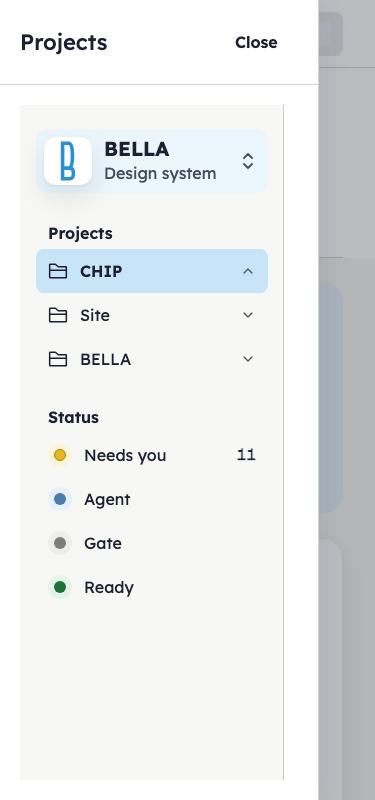 Projects
Close
BELLA
Design system
Projects
CHIP
Site
BELLA
Status
Needs you 11
Agent
Gate
Ready